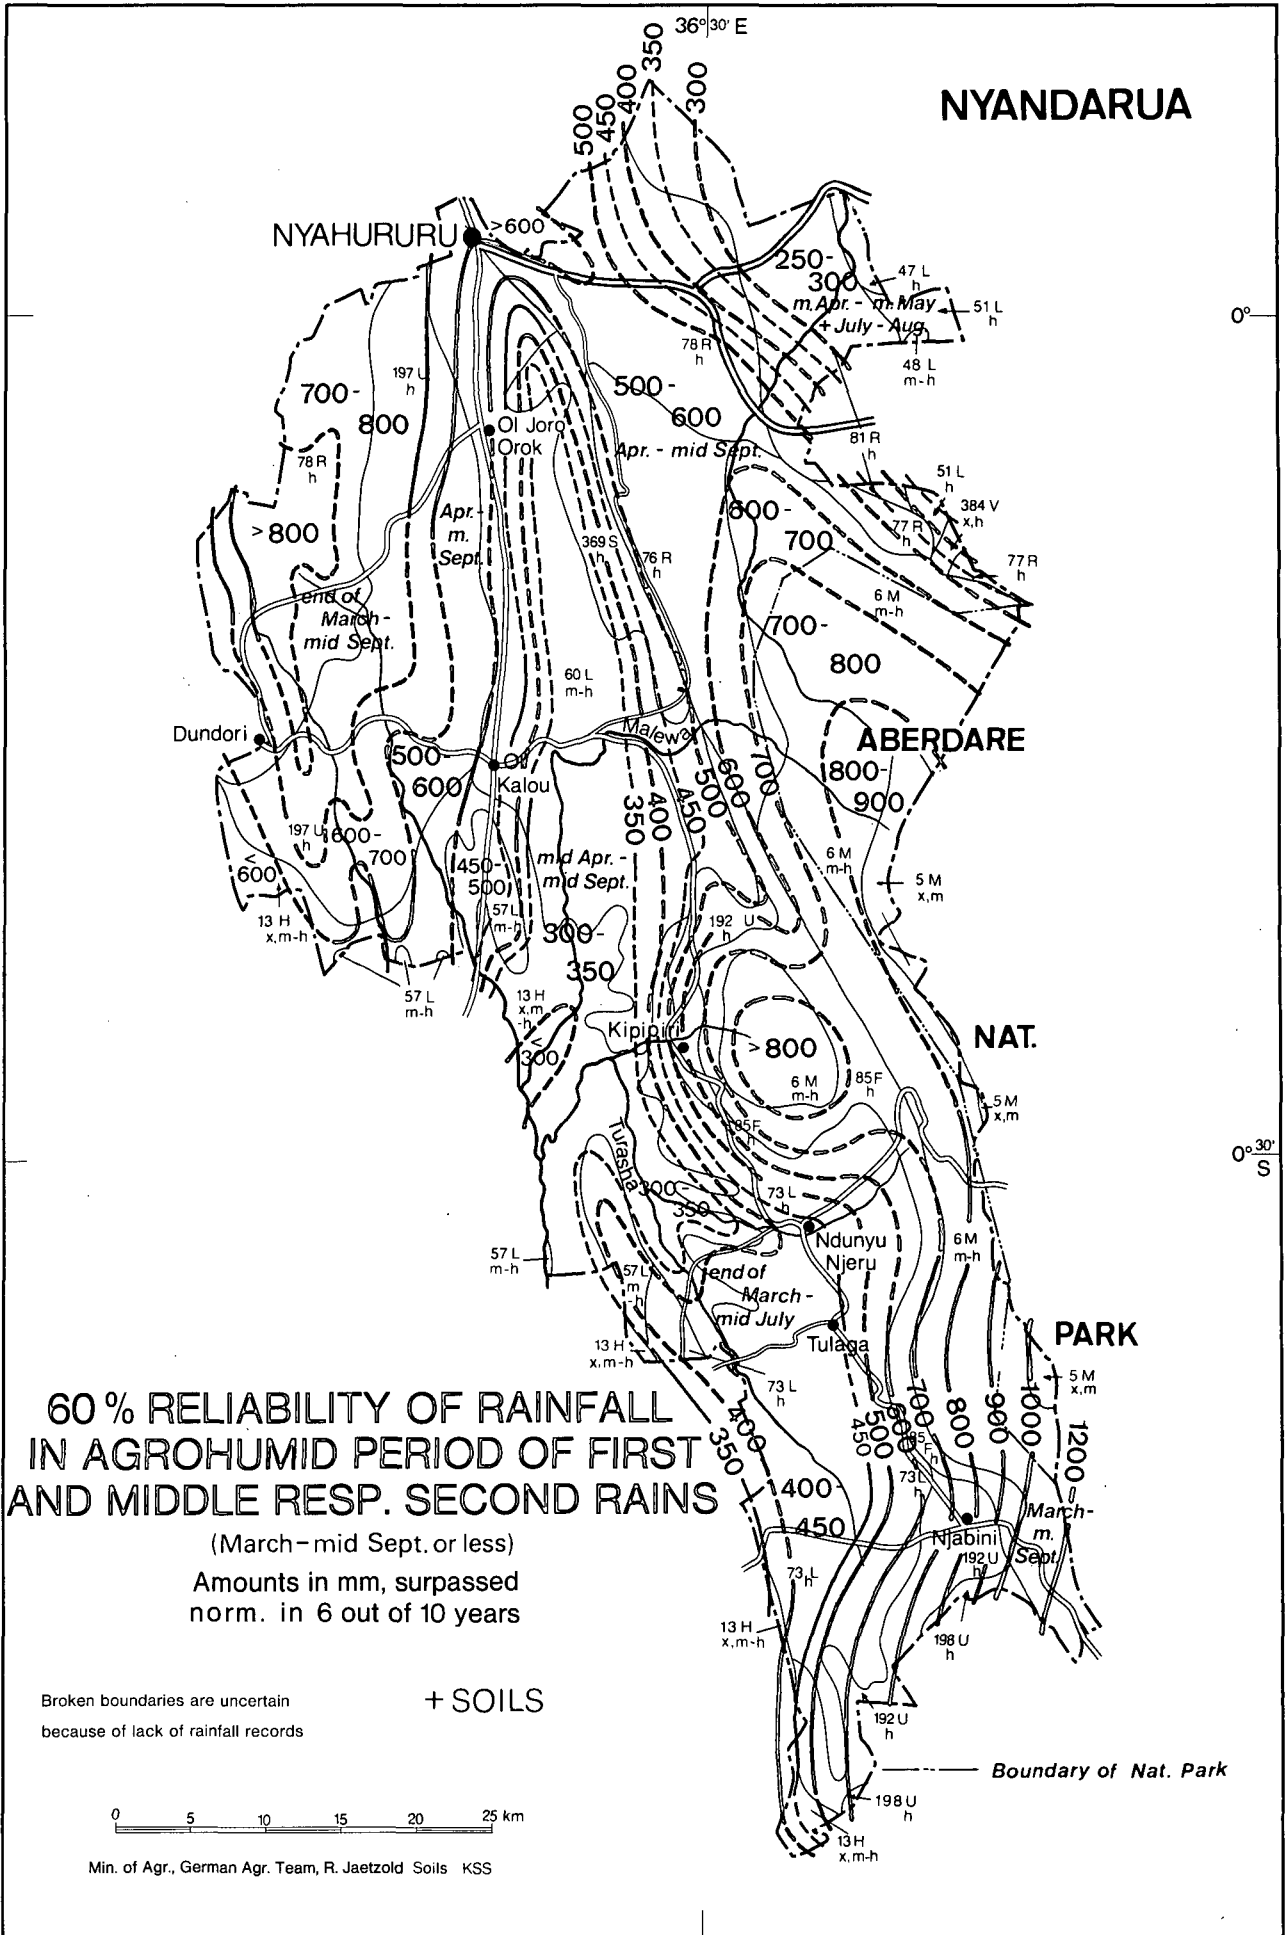 36° 30' E
NYANDARUA
500
450
400
350
300
NYAHURURU
>600
250-
300
m.Apr. - m.May
+ July - Aug.
47 L
h
51 L
h
0°
48 L
m-h
78 R
h
197 U
h
700-
800
500-
600
Ol Joro
Orok
Apr. - mid Sept.
81 R
h
78 R
h
51 L
h
384 V
x,h
>800
Apr.-
m.
Sept.
600-
700
77 R
h
369 S
h
76 R
h
77 R
h
end of
March-
mid Sept.
6 M
m-h
700-
800
60 L
m-h
Dundori
Malewa
ABERDARE
500-
600
Ol
Kalou
350
400
450
500
600
700
800-
900
197 U
h
600-
700
<
600
450-
500
mid Apr. -
mid Sept.
6 M
m-h
5 M
x,m
13 H
x,m-h
57 L
m-h
300-
350
192 U
h
57 L
m-h
13 H
x,m
-h
Kipipiri
NAT.
<
300
>800
6 M
m-h
85 F
h
5 M
x,m
85 F
h
Turasha
0° 30'
S
300-
350
73 L
h
Ndunyu
Njeru
6 M
m-h
57 L
m-h
57 L
m
-h
end of
March-
mid July
PARK
13 H
x,m-h
Tulaga
5 M
x,m
73 L
h
60 % RELIABILITY OF RAINFALL
IN AGROHUMID PERIOD OF FIRST
AND MIDDLE RESP. SECOND RAINS
(March-mid Sept. or less)
Amounts in mm, surpassed
norm. in 6 out of 10 years
350
400
450
500
600
700
800
900
1000
1200
85
F
h
73 L
h
400-
450
March-
m.
Sept.
Njabini
192 U
h
73 L
h
13 H
x,m-h
198 U
h
Broken boundaries are uncertain
because of lack of rainfall records
+ SOILS
192 U
h
Boundary of Nat. Park
198 U
h
13 H
x,m-h
0 5 10 15 20 25 km
Min. of Agr., German Agr. Team, R. Jaetzold Soils KSS